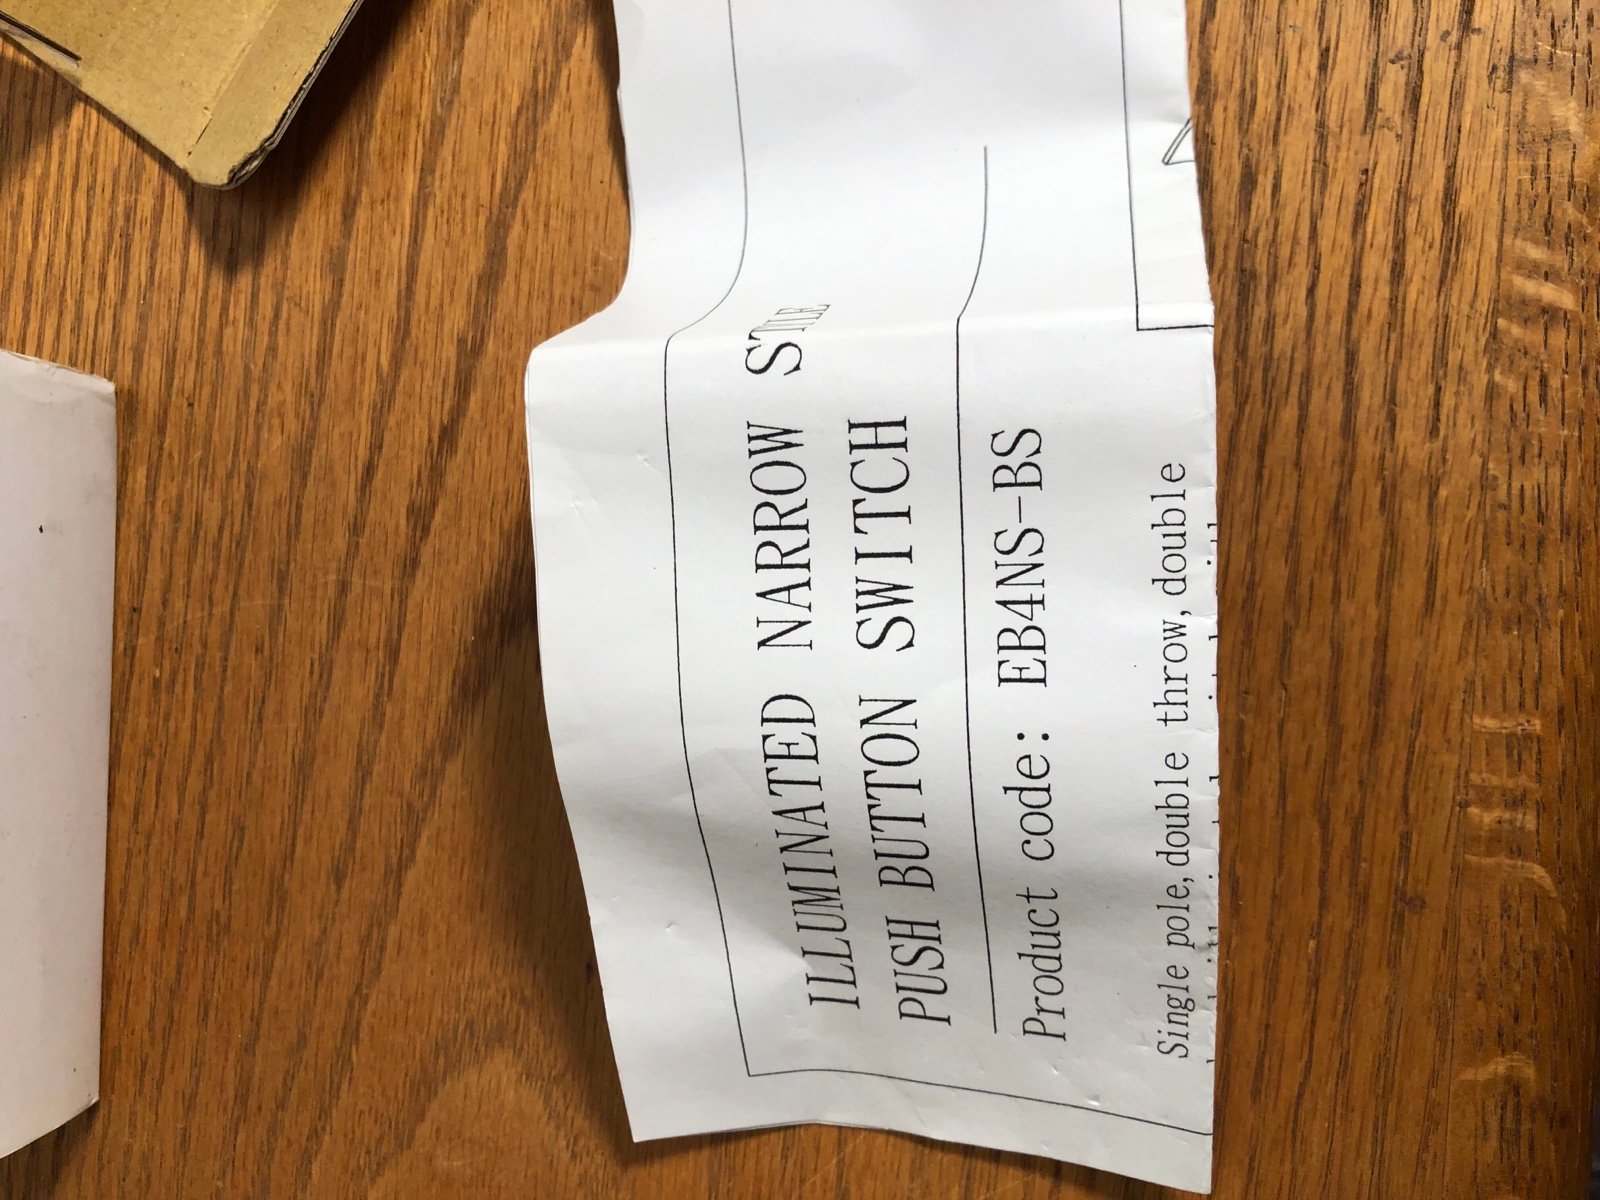 ILLUMINATED NARROW STILE
PUSH BUTTON SWITCH
Product code: EB4NS-BS
Single pole, double throw, double